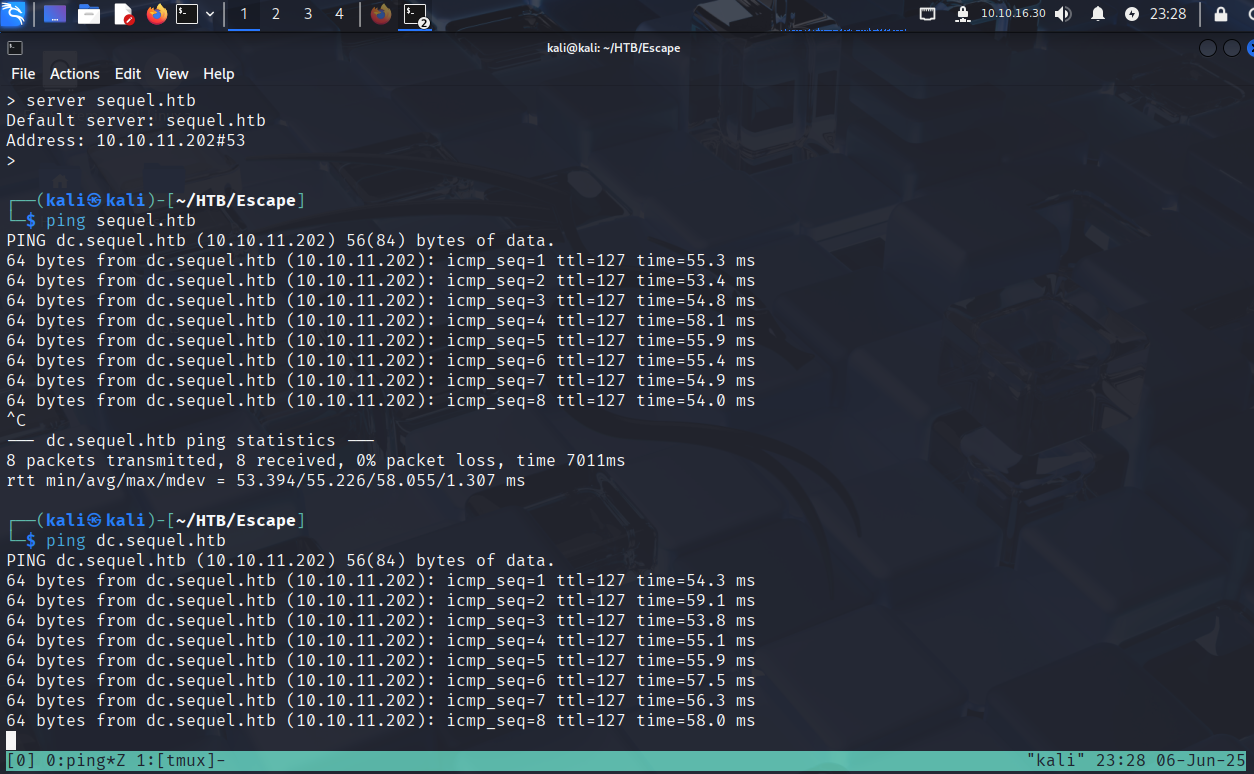 1 2 3 4 2 10.10.16.30 23:28
kali@kali: ~/HTB/Escape
File Actions Edit View Help
> server sequel.htb
Default server: sequel.htb
Address: 10.10.11.202#53
>
┌──(kali㉿kali)-[~/HTB/Escape]
└─$ ping sequel.htb
PING dc.sequel.htb (10.10.11.202) 56(84) bytes of data.
64 bytes from dc.sequel.htb (10.10.11.202): icmp_seq=1 ttl=127 time=55.3 ms
64 bytes from dc.sequel.htb (10.10.11.202): icmp_seq=2 ttl=127 time=53.4 ms
64 bytes from dc.sequel.htb (10.10.11.202): icmp_seq=3 ttl=127 time=54.8 ms
64 bytes from dc.sequel.htb (10.10.11.202): icmp_seq=4 ttl=127 time=58.1 ms
64 bytes from dc.sequel.htb (10.10.11.202): icmp_seq=5 ttl=127 time=55.9 ms
64 bytes from dc.sequel.htb (10.10.11.202): icmp_seq=6 ttl=127 time=55.4 ms
64 bytes from dc.sequel.htb (10.10.11.202): icmp_seq=7 ttl=127 time=54.9 ms
64 bytes from dc.sequel.htb (10.10.11.202): icmp_seq=8 ttl=127 time=54.0 ms
^C
--- dc.sequel.htb ping statistics ---
8 packets transmitted, 8 received, 0% packet loss, time 7011ms
rtt min/avg/max/mdev = 53.394/55.226/58.055/1.307 ms
┌──(kali㉿kali)-[~/HTB/Escape]
└─$ ping dc.sequel.htb
PING dc.sequel.htb (10.10.11.202) 56(84) bytes of data.
64 bytes from dc.sequel.htb (10.10.11.202): icmp_seq=1 ttl=127 time=54.3 ms
64 bytes from dc.sequel.htb (10.10.11.202): icmp_seq=2 ttl=127 time=59.1 ms
64 bytes from dc.sequel.htb (10.10.11.202): icmp_seq=3 ttl=127 time=53.8 ms
64 bytes from dc.sequel.htb (10.10.11.202): icmp_seq=4 ttl=127 time=55.1 ms
64 bytes from dc.sequel.htb (10.10.11.202): icmp_seq=5 ttl=127 time=55.9 ms
64 bytes from dc.sequel.htb (10.10.11.202): icmp_seq=6 ttl=127 time=57.5 ms
64 bytes from dc.sequel.htb (10.10.11.202): icmp_seq=7 ttl=127 time=56.3 ms
64 bytes from dc.sequel.htb (10.10.11.202): icmp_seq=8 ttl=127 time=58.0 ms
[0] 0:ping*Z 1:[tmux]- "kali" 23:28 06-Jun-25